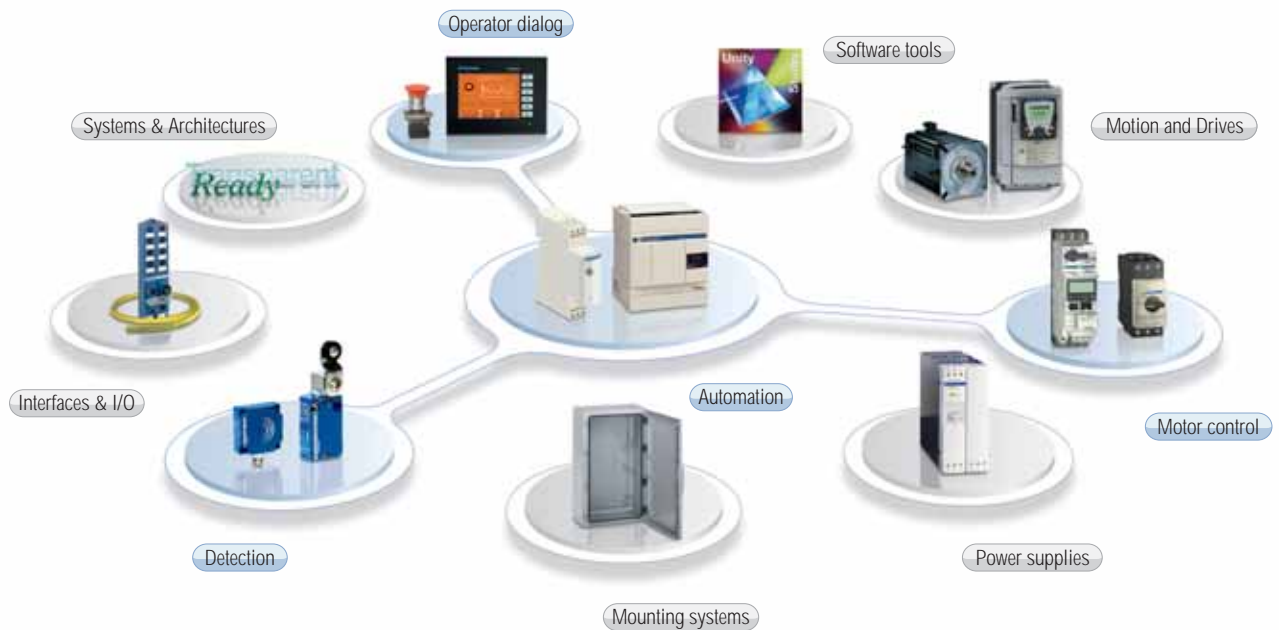 Operator dialog
Software tools
Unity
Systems & Architectures
Motion and Drives
Transparent
Ready
Interfaces & I/O
Automation
Motor control
Detection
Power supplies
Mounting systems